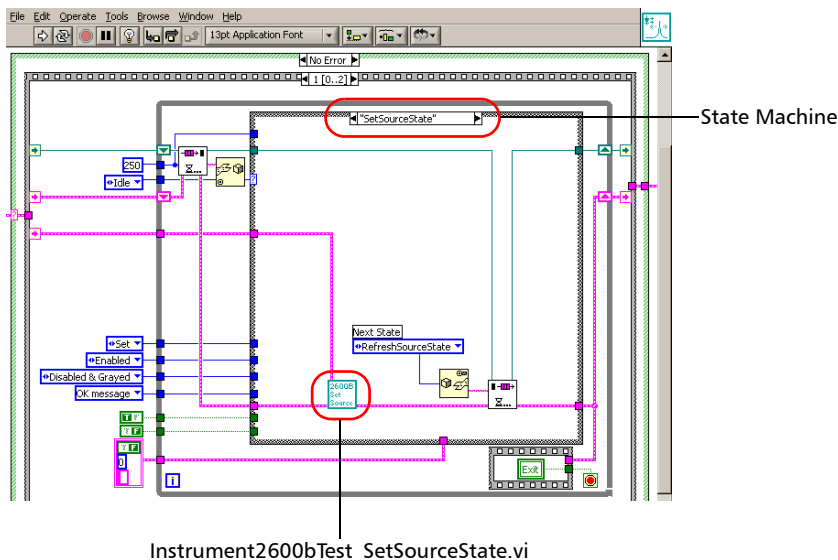 File Edit Operate Tools Browse Window Help
13pt Application Font
No Error
1 [0..2]
"SetSourceState"
State Machine
250
Idle
?
Set
Enabled
Disabled & Grayed
OK message
Next State
RefreshSourceState
2600B
Set
Source
T
F
F
0
i
Exit
Instrument2600bTest_SetSourceState.vi